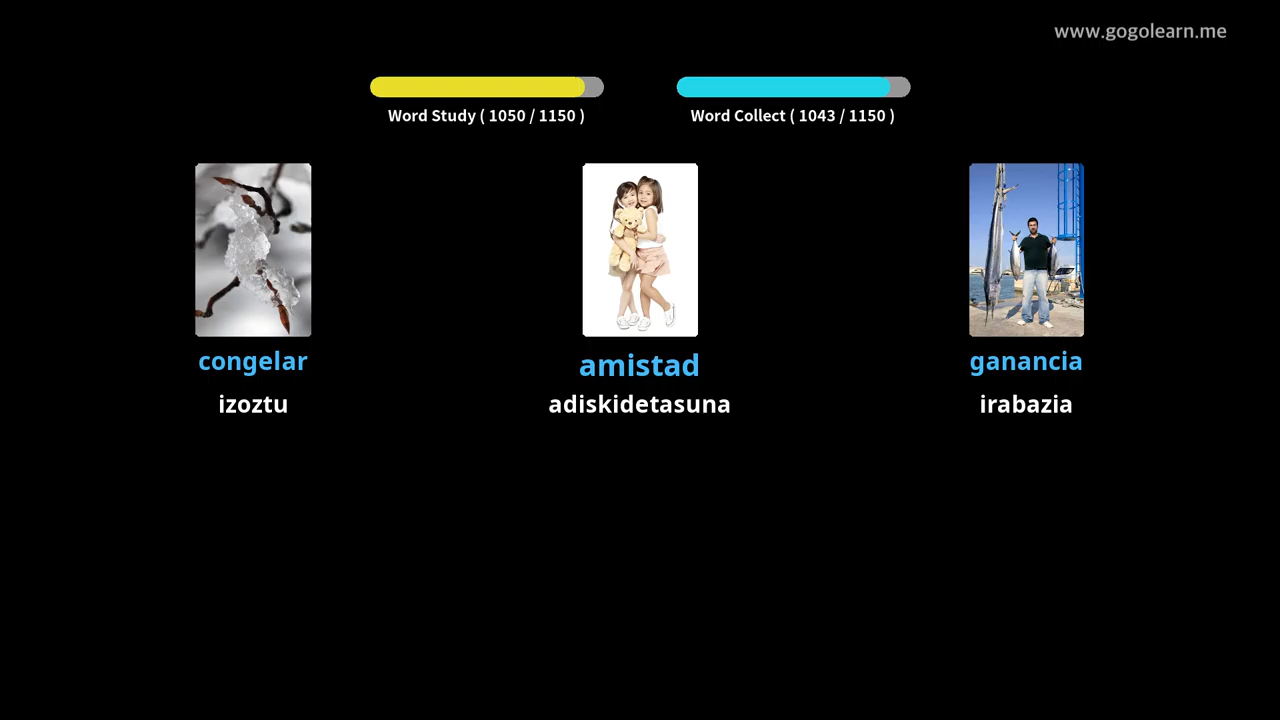 www.gogolearn.me
Word Study ( 1050 / 1150 )
Word Collect ( 1043 / 1150 )
congelar
izoztu
amistad
adiskidetasuna
ganancia
irabazia